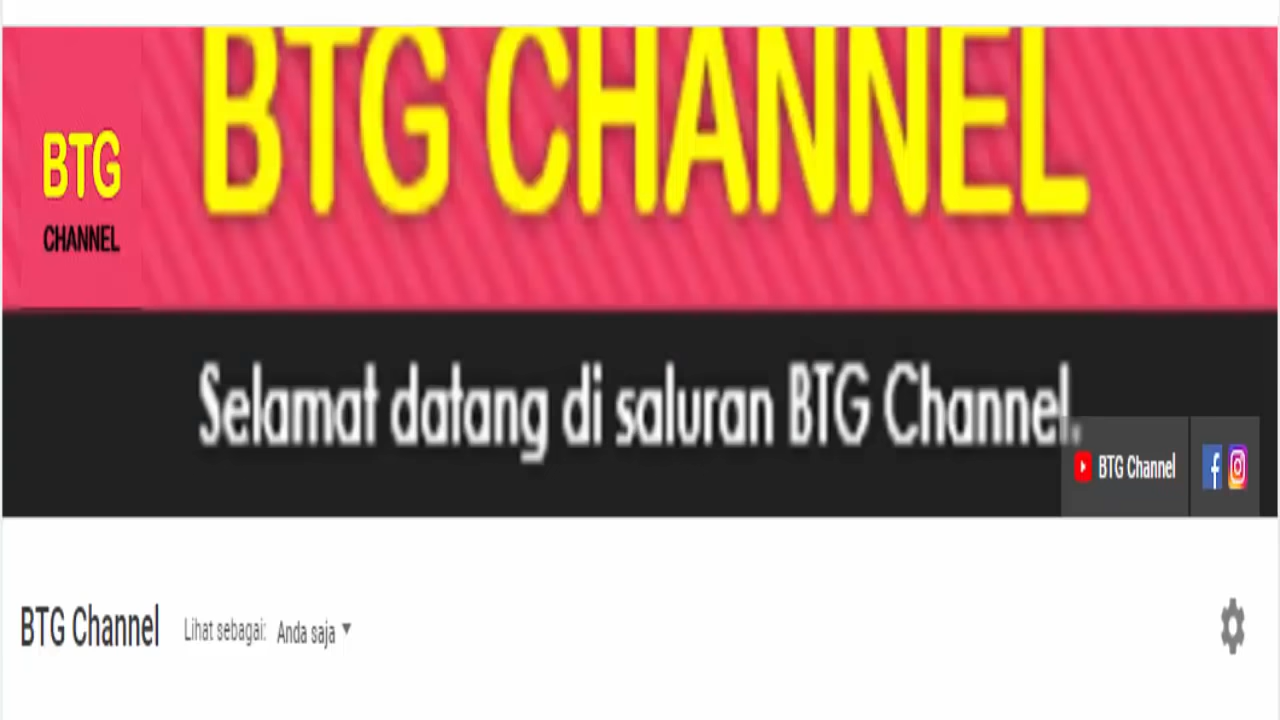 BTG CHANNEL
BTG
CHANNEL
Selamat datang di saluran BTG Channel.
BTG Channel
BTG Channel Lihat sebagai: Anda saja